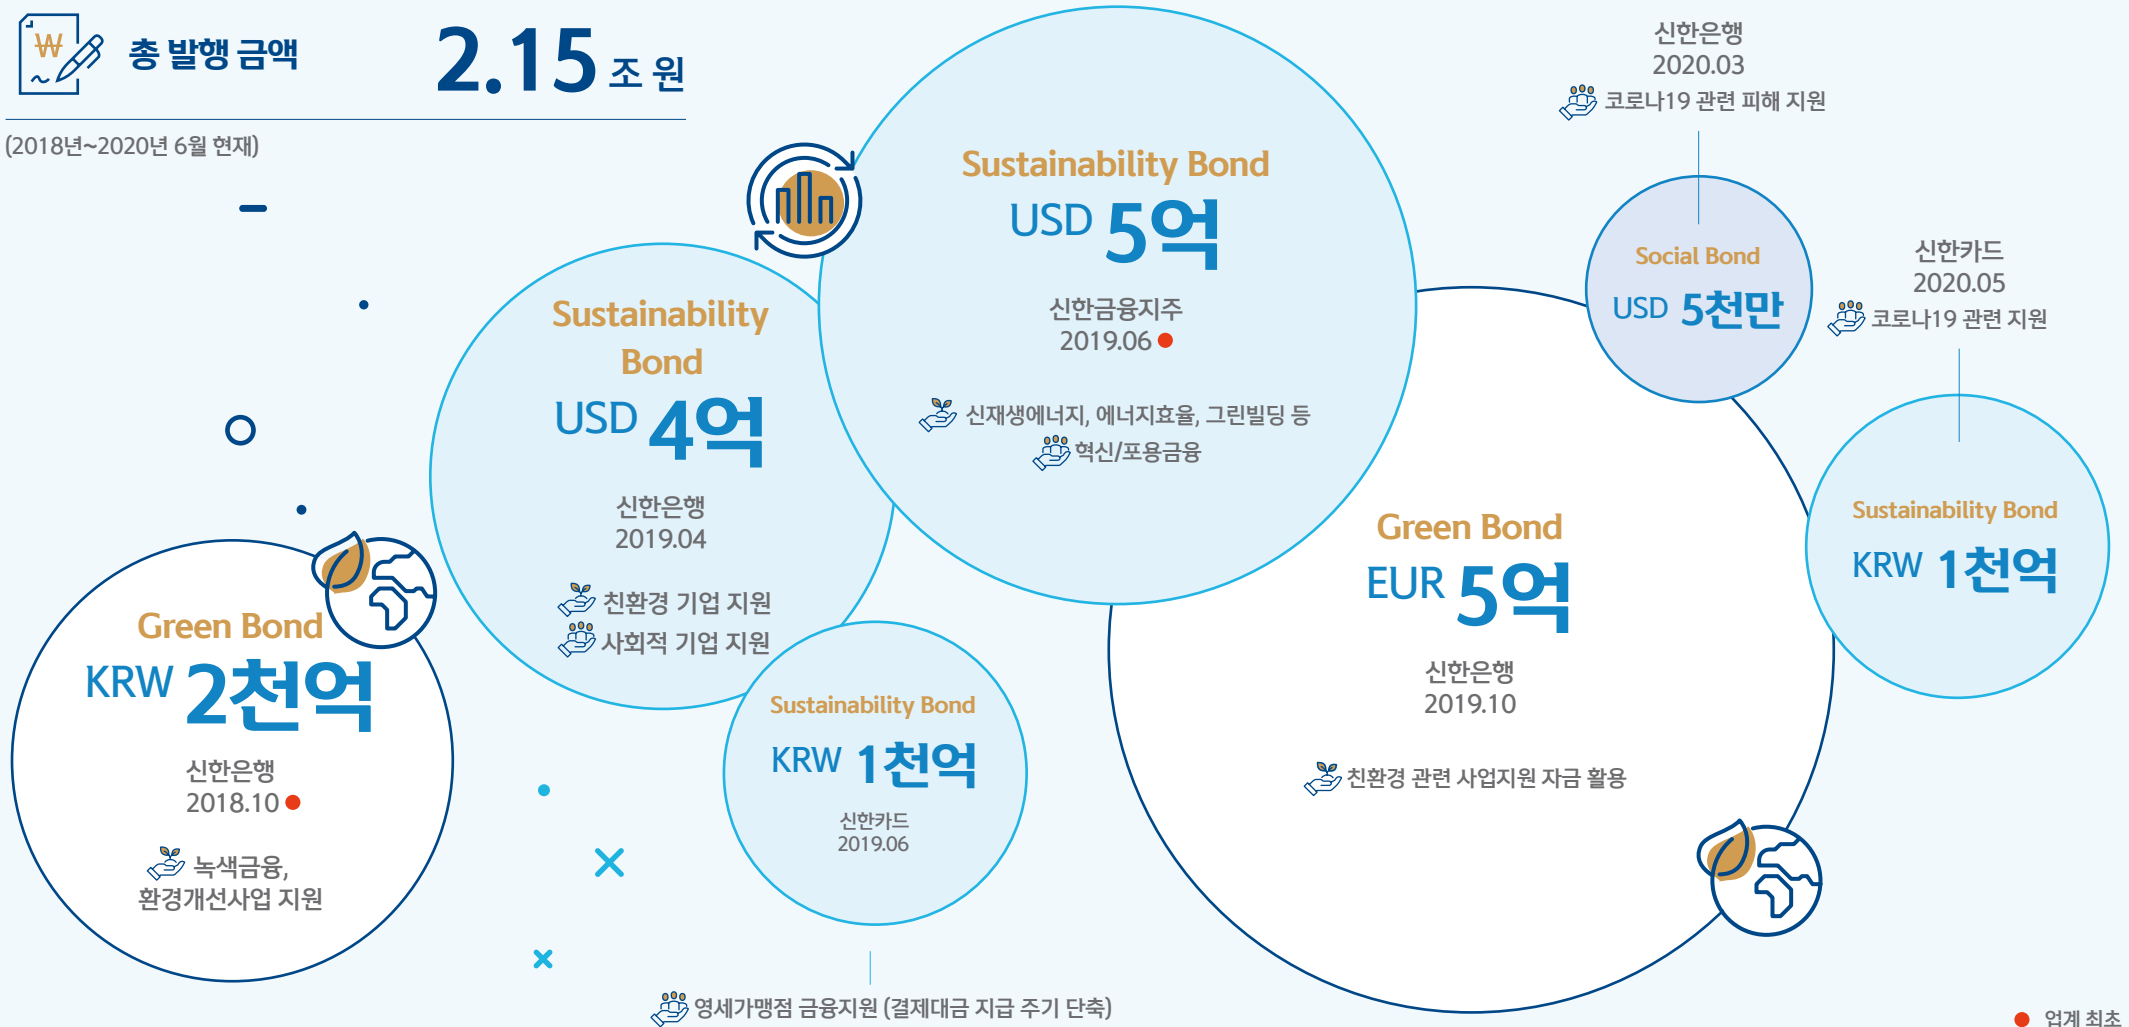 ₩
총 발행 금액
2.15 조 원
(2018년~2020년 6월 현재)
Green Bond
KRW 2천억
신한은행
2018.10
녹색금융,
환경개선사업 지원
Sustainability
Bond
USD 4억
신한은행
2019.04
친환경 기업 지원
사회적 기업 지원
Sustainability Bond
KRW 1천억
신한카드
2019.06
영세가맹점 금융지원 (결제대금 지급 주기 단축)
Sustainability Bond
USD 5억
신한금융지주
2019.06
신재생에너지, 에너지효율, 그린빌딩 등
혁신/포용금융
Green Bond
EUR 5억
신한은행
2019.10
친환경 관련 사업지원 자금 활용
신한은행
2020.03
코로나19 관련 피해 지원
Social Bond
USD 5천만
신한카드
2020.05
코로나19 관련 지원
Sustainability Bond
KRW 1천억
업계 최초